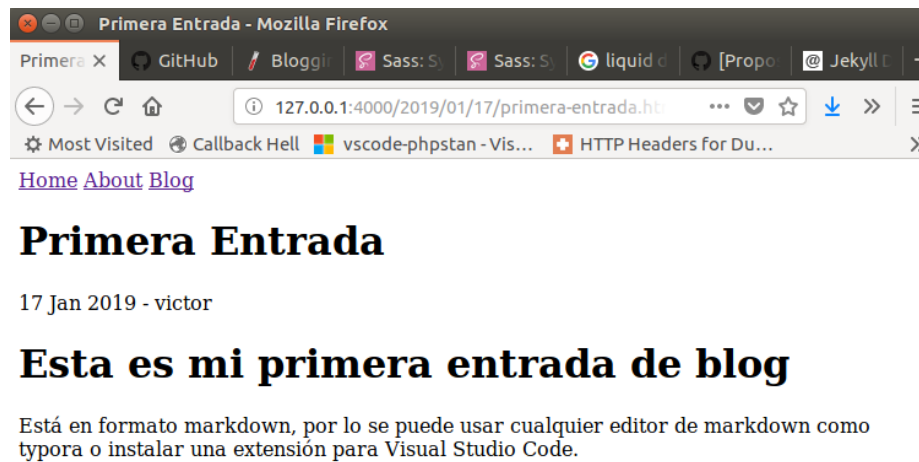 Primera Entrada - Mozilla Firefox
Primera GitHub Bloggin Sass: Sy Sass: Sy liquid d [Propo Jekyll D
127.0.0.1:4000/2019/01/17/primera-entrada.ht
Most Visited Callback Hell vscode-phpstan - Vis... HTTP Headers for Du...
Home About Blog
Primera Entrada
17 Jan 2019 - victor
Esta es mi primera entrada de blog
Está en formato markdown, por lo se puede usar cualquier editor de markdown como
typora o instalar una extensión para Visual Studio Code.